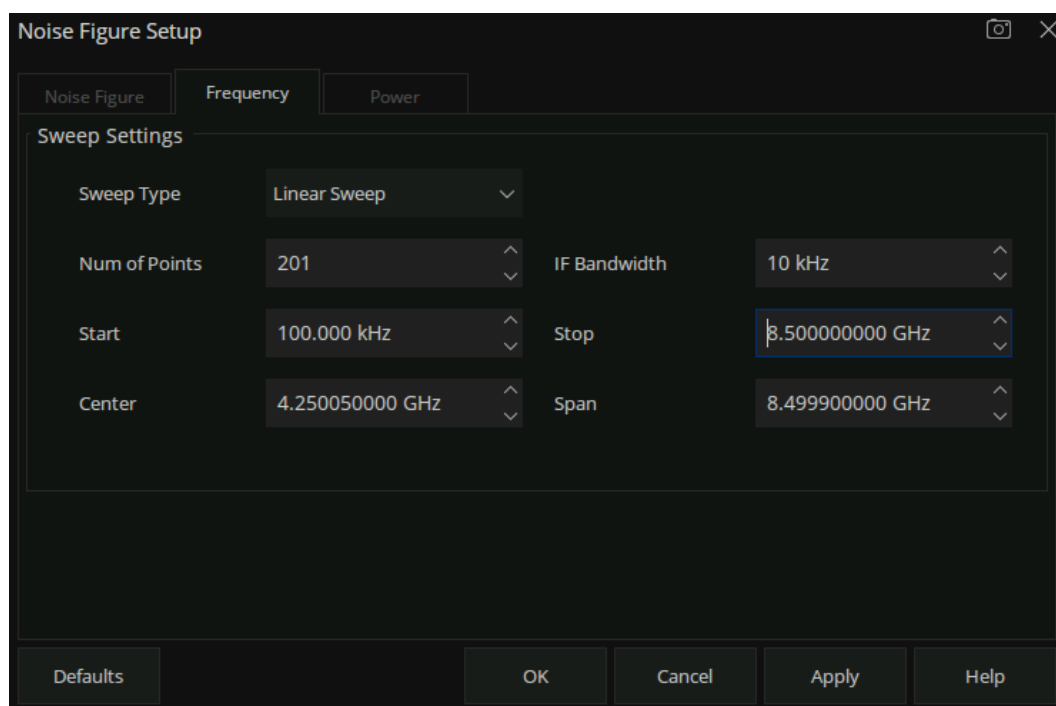 Noise Figure Setup
Noise Figure Frequency Power
Sweep Settings
Sweep Type Linear Sweep
Num of Points 201 IF Bandwidth 10 kHz
Start 100.000 kHz Stop 8.500000000 GHz
Center 4.250050000 GHz Span 8.499900000 GHz
Defaults OK Cancel Apply Help